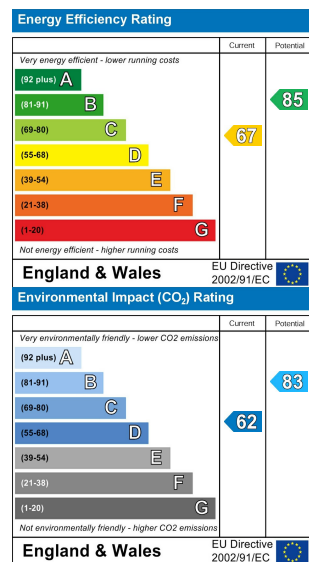 Energy Efficiency Rating
Current Potential
Very energy efficient - lower running costs
(92 plus) A
(81-91) B
85
(69-80) C
67
(55-68) D
(39-54) E
(21-38) F
(1-20) G
Not energy efficient - higher running costs
England & Wales
EU Directive
2002/91/EC
Environmental Impact (CO2) Rating
Current Potential
Very environmentally friendly - lower CO2 emissions
(92 plus) A
(81-91) B
83
(69-80) C
62
(55-68) D
(39-54) E
(21-38) F
(1-20) G
Not environmentally friendly - higher CO2 emissions
England & Wales
EU Directive
2002/91/EC